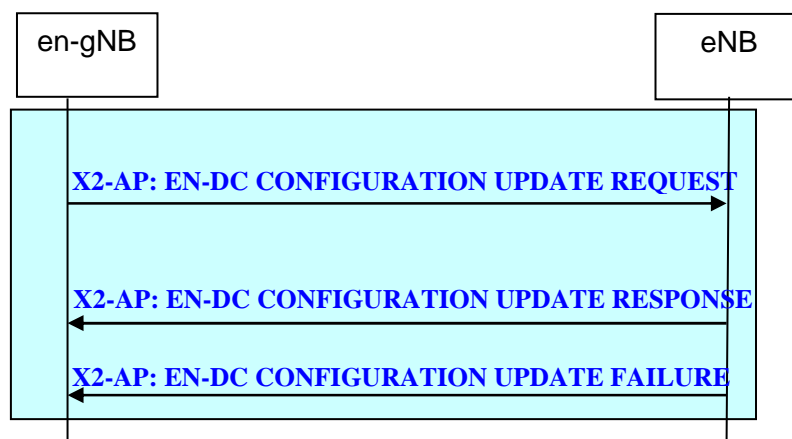 en-gNB
eNB
X2-AP: EN-DC CONFIGURATION UPDATE REQUEST
X2-AP: EN-DC CONFIGURATION UPDATE RESPONSE
X2-AP: EN-DC CONFIGURATION UPDATE FAILURE